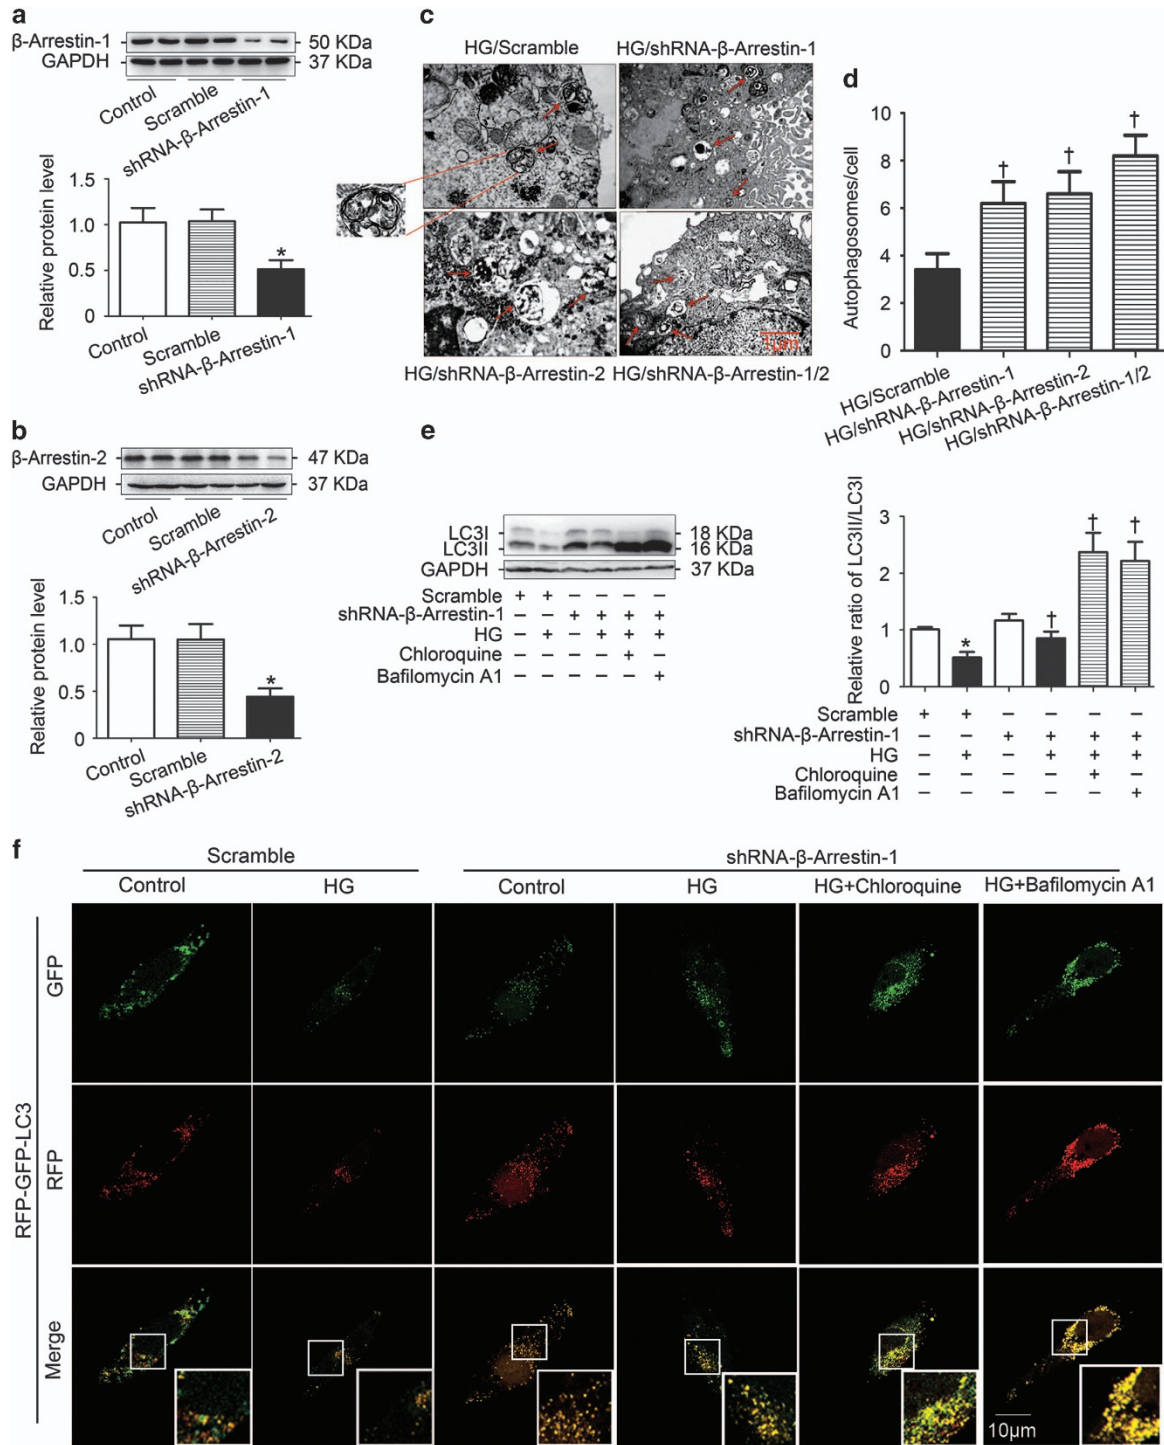 a
β-Arrestin-1
50 KDa
GAPDH
37 KDa
Control
Scramble
shRNA-β-Arrestin-1
Relative protein level
1.5
1.0
0.5
0
*
Control
Scramble
shRNA-β-Arrestin-1
b
β-Arrestin-2
47 KDa
GAPDH
37 KDa
Control
Scramble
shRNA-β-Arrestin-2
Relative protein level
1.5
1.0
0.5
0
*
Control
Scramble
shRNA-β-Arrestin-2
c
HG/Scramble
HG/shRNA-β-Arrestin-1
1μm
HG/shRNA-β-Arrestin-2
HG/shRNA-β-Arrestin-1/2
d
Autophagosomes/cell
10
8
6
4
2
0
† † †
HG/Scramble
HG/shRNA-β-Arrestin-1
HG/shRNA-β-Arrestin-2
HG/shRNA-β-Arrestin-1/2
e
LC3I
18 KDa
LC3II
16 KDa
GAPDH
37 KDa
Scramble + + – – – –
shRNA-β-Arrestin-1 – – + + + +
HG – + – + + +
Chloroquine – – – – + –
Bafilomycin A1 – – – – – +
Relative ratio of LC3II/LC3I
3
2
1
0
* † † †
Scramble + + – – – –
shRNA-β-Arrestin-1 – – + + + +
HG – + – + + +
Chloroquine – – – – + –
Bafilomycin A1 – – – – – +
f
Scramble
shRNA-β-Arrestin-1
Control
HG
Control
HG
HG+Chloroquine
HG+Bafilomycin A1
RFP-GFP-LC3
GFP
RFP
Merge
10μm